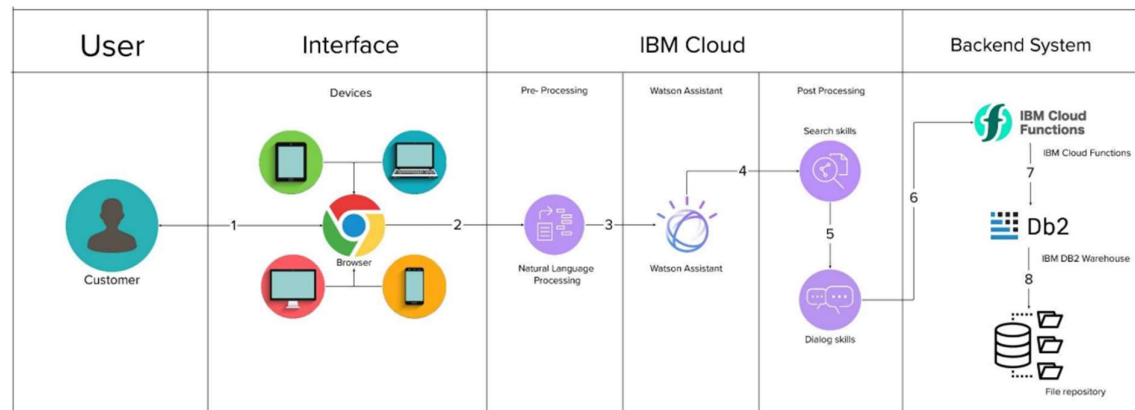 User
Interface
IBM Cloud
Backend System
Devices
Pre- Processing
Watson Assistant
Post Processing
Search skills
IBM Cloud
Functions
IBM Cloud Functions
1
2
3
4
5
6
7
8
Customer
Browser
Natural Language
Processing
Watson Assistant
Dialog skills
Db2
IBM DB2 Warehouse
File repository